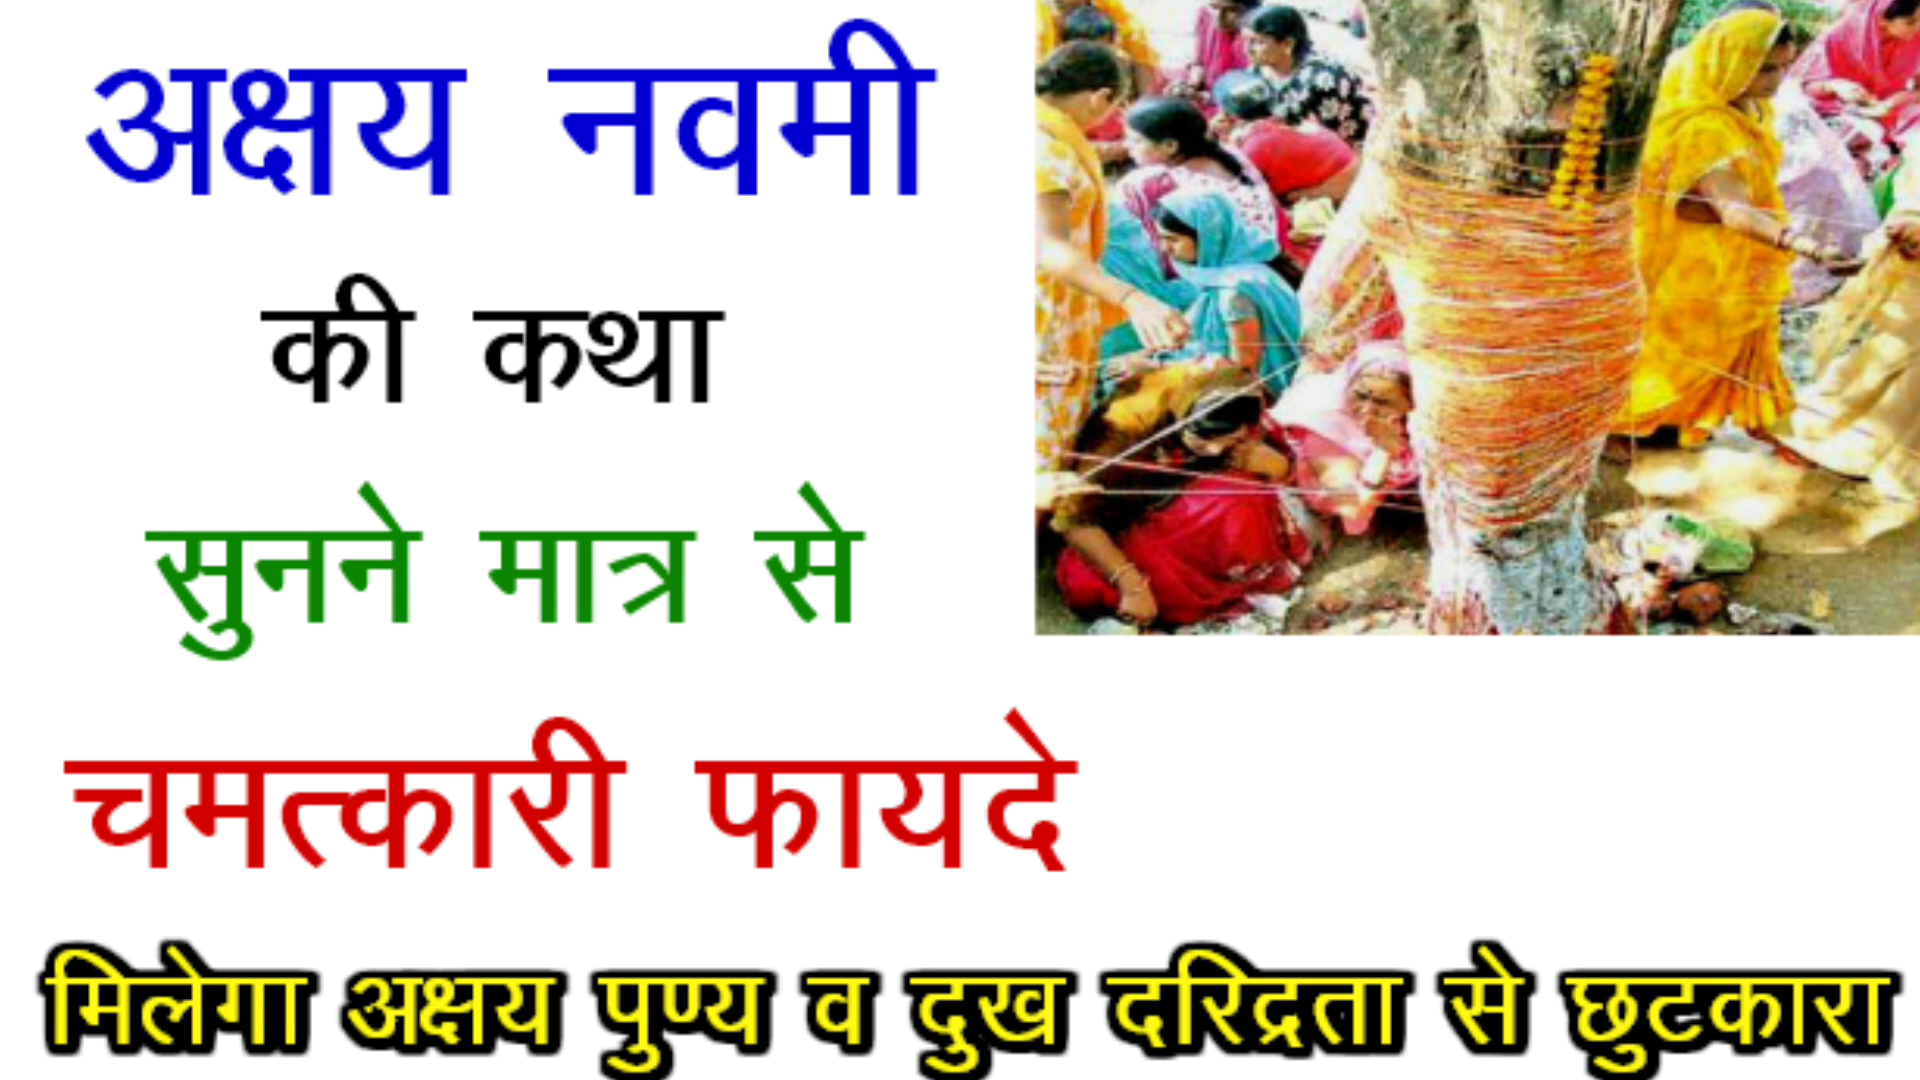 अक्षय नवमी
की कथा
सुनने मात्र से
चमत्कारी फायदे
मिलेगा अक्षय पुण्य व दुख दरिद्रता से छुटकारा